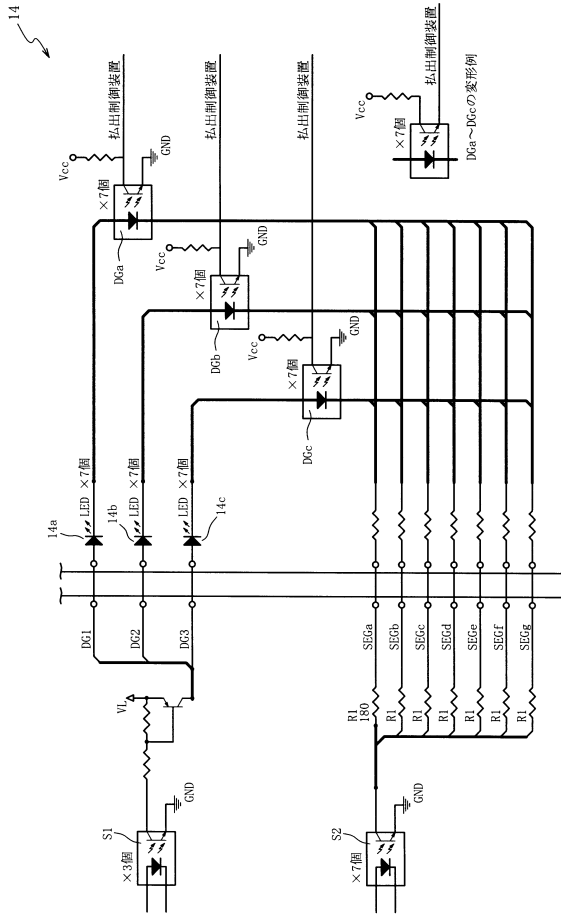 14
払出制御装置
払出制御装置
払出制御装置
払出制御装置
Vcc
×7個
GND
DGa
Vcc
×7個
GND
DGb
Vcc
×7個
GND
DGc
Vcc
×7個
DGa～DGcの変形例
14a
LED ×7個
14b
LED ×7個
14c
LED ×7個
DG1
DG2
DG3
VL
S1
×3個
GND
SEGa
SEGb
SEGc
SEGd
SEGe
SEGf
SEGg
R1
180
R1
R1
R1
R1
R1
R1
S2
×7個
GND